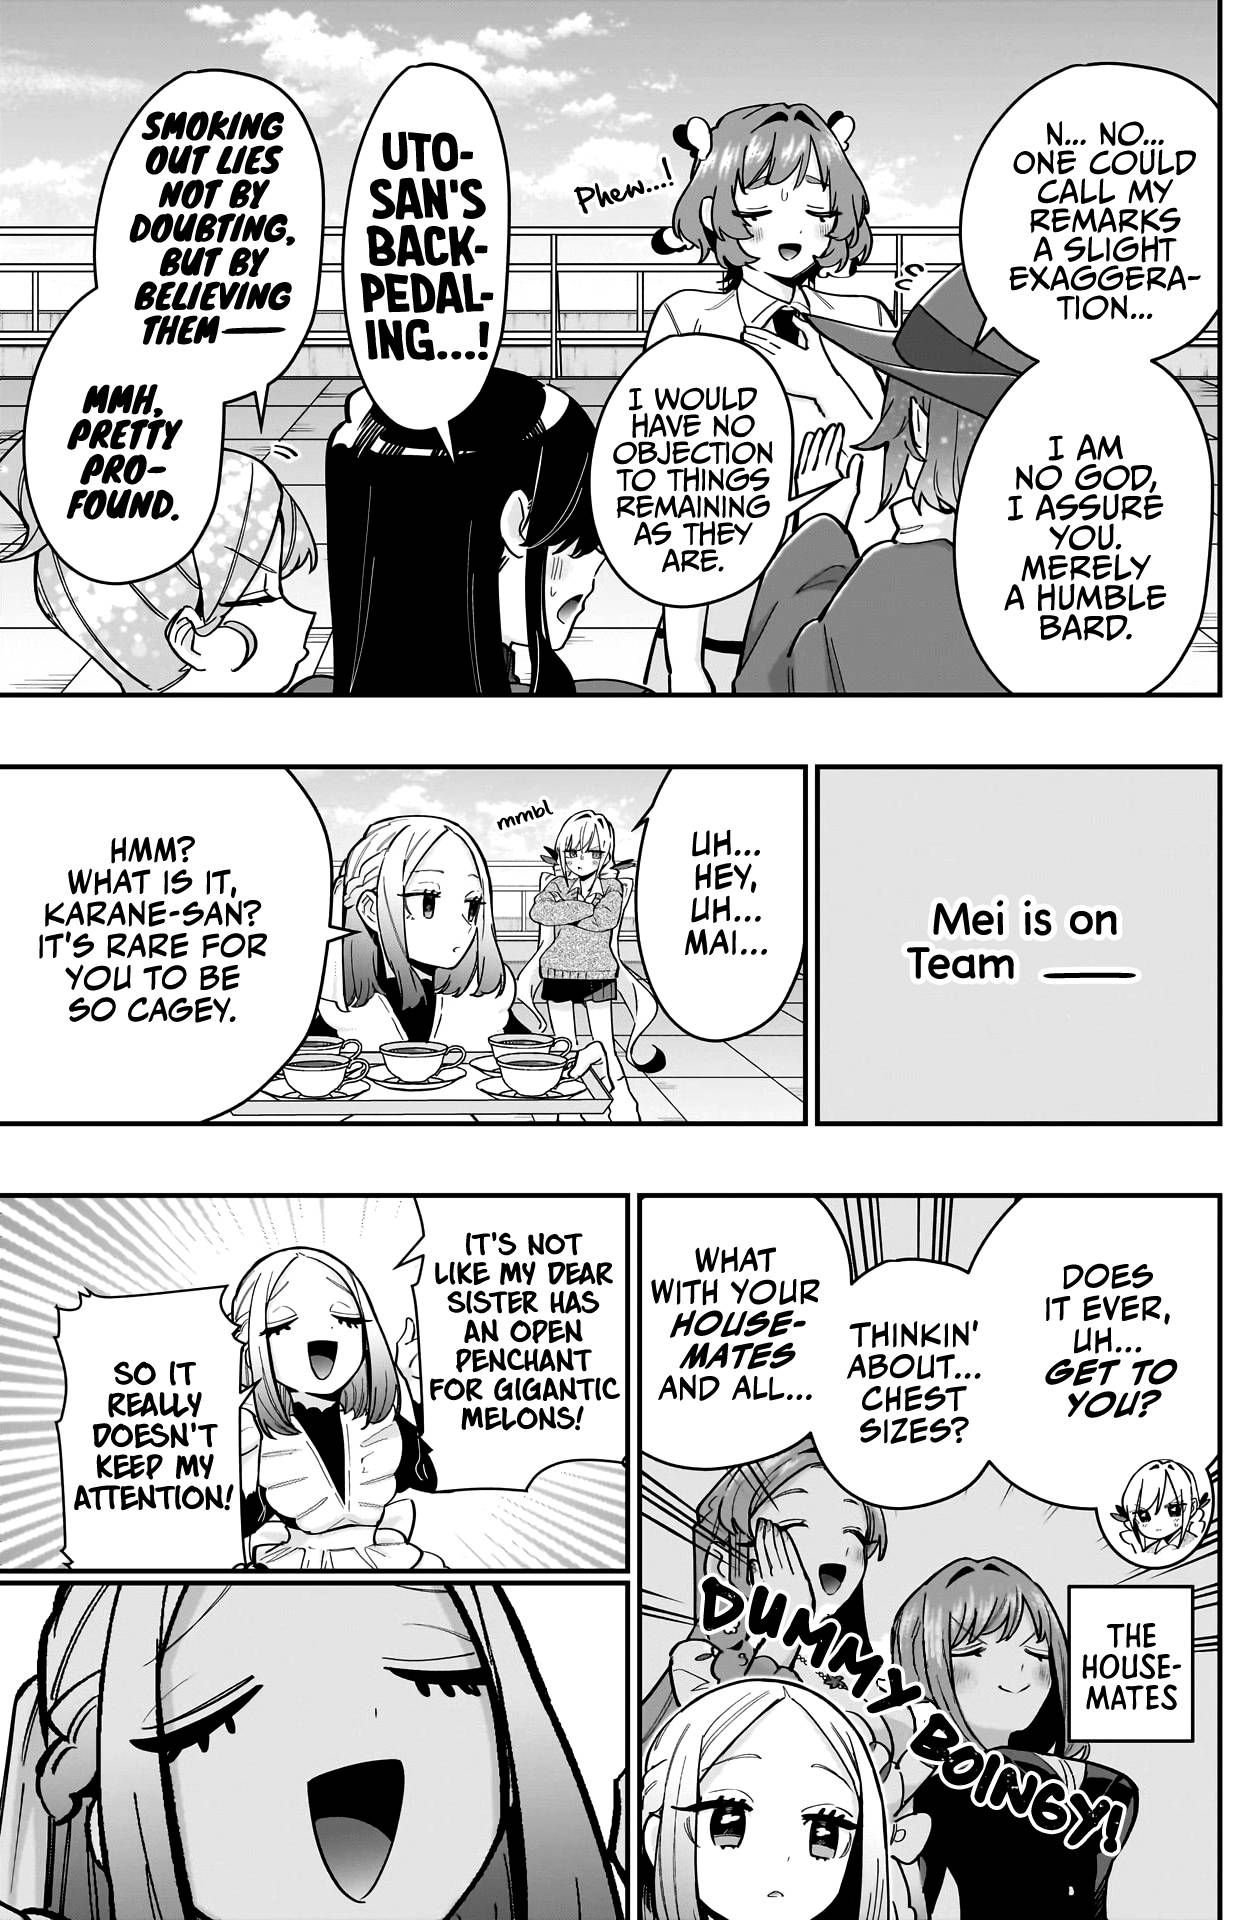 N... NO...
ONE COULD
CALL MY
REMARKS
A SLIGHT
EXAGGERA-
TION...
I AM
NO GOD,
I ASSURE
YOU.
MERELY
A HUMBLE
BARD.
Phew...!
I WOULD
HAVE NO
OBJECTION
TO THINGS
REMAINING
AS THEY
ARE.
UTO-
SAN'S
BACK-
PEDAL-
ING...!
SMOKING
OUT LIES
NOT BY
DOUBTING,
BUT BY
BELIEVING
THEM——
MMH,
PRETTY
PRO-
FOUND.
Mei is on
Team ——
UH...
HEY,
UH...
MAI...
mmbl
HMM?
WHAT IS IT,
KARANE-SAN?
IT'S RARE FOR
YOU TO BE
SO CAGEY.
DOES
IT EVER,
UH...
GET TO
YOU?
THINKIN'
ABOUT...
CHEST
SIZES?
WHAT
WITH YOUR
HOUSE-
MATES
AND ALL...
THE
HOUSE-
MATES
DUMMY BOINGY!
IT'S NOT
LIKE MY DEAR
SISTER HAS
AN OPEN
PENCHANT
FOR GIGANTIC
MELONS!
SO IT
REALLY
DOESN'T
KEEP MY
ATTENTION!